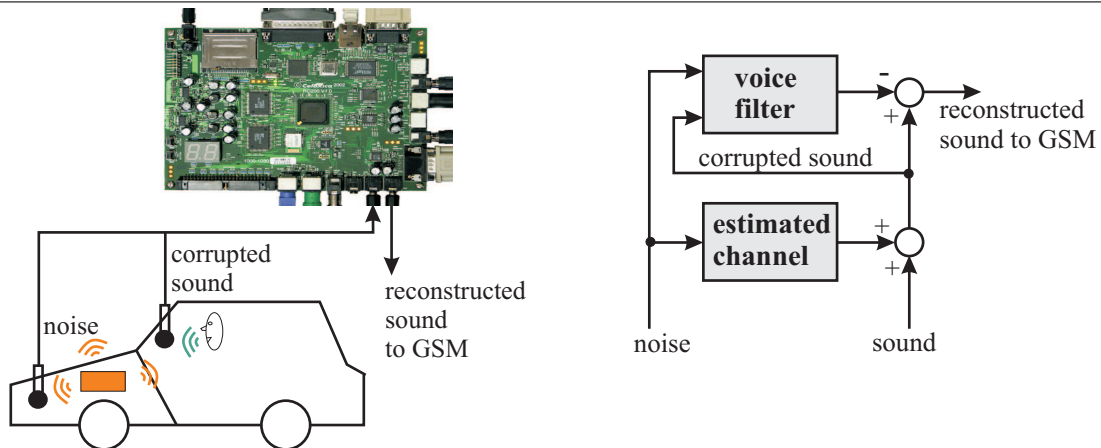 corrupted
sound
noise
reconstructed
sound
to GSM
voice
filter
-
+
reconstructed
sound to GSM
corrupted sound
estimated
channel
+
+
noise
sound